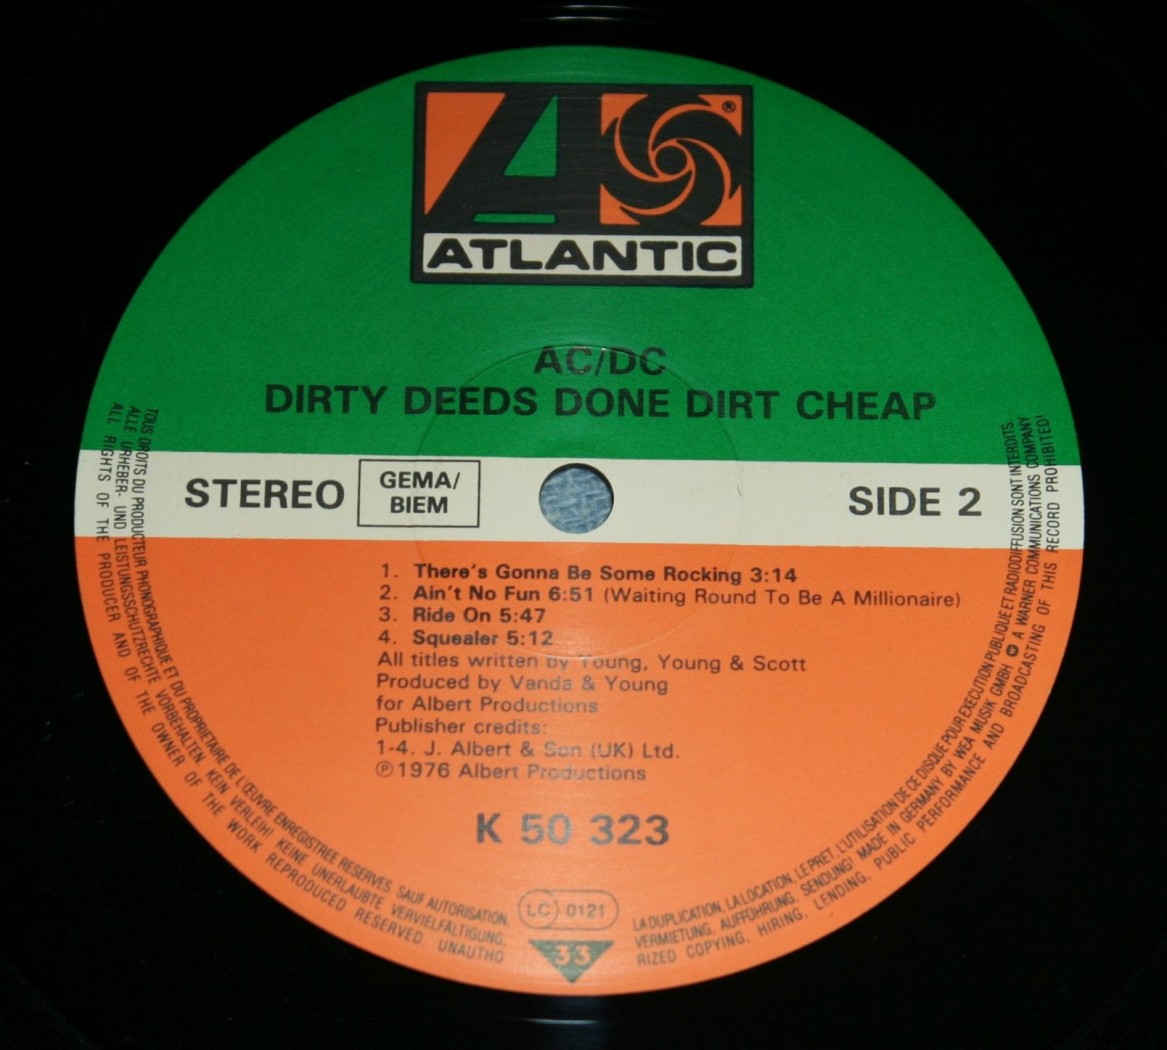 ®
ATLANTIC
AC/DC
DIRTY DEEDS DONE DIRT CHEAP
STEREO
GEMA/
BIEM
SIDE 2
1. There's Gonna Be Some Rocking 3:14
2. Ain't No Fun 6:51 (Waiting Round To Be A Millionaire)
3. Ride On 5:47
4. Squealer 5:12
All titles written by Young, Young & Scott
Produced by Vanda & Young
for Albert Productions
Publisher credits:
1-4. J. Albert & Son (UK) Ltd.
℗ 1976 Albert Productions
K 50 323
LC 0121
33
TOUS DROITS DU PRODUCTEUR PHONOGRAPHIQUE ET DU PROPRIETAIRE DE L'ŒUVRE ENREGISTREE RESERVES SAUF AUTORISATION, LA DUPLICATION, LA LOCATION, LE PRET, L'UTILISATION DE CE DISQUE POUR EXECUTION PUBLIQUE ET RADIODIFFUSION SONT INTERDITS.
ALLE URHEBER- UND LEISTUNGSSCHUTZRECHTE VORBEHALTEN. KEIN VERLEIH! KEINE UNERLAUBTE VERVIELFÄLTIGUNG, VERMIETUNG, AUFFÜHRUNG, SENDUNG! MADE IN GERMANY BY WEA MUSIK GMBH A WARNER COMMUNICATIONS COMPANY
ALL RIGHTS OF THE PRODUCER AND OF THE OWNER OF THE WORK REPRODUCED RESERVED. UNAUTHORIZED COPYING, HIRING, LENDING, PUBLIC PERFORMANCE AND BROADCASTING OF THIS RECORD PROHIBITED!